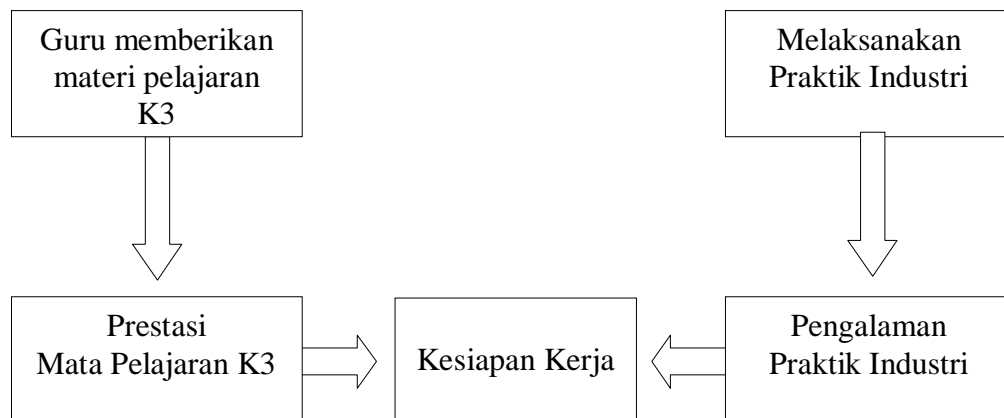 Guru memberikan
materi pelajaran
K3
Melaksanakan
Praktik Industri
Prestasi
Mata Pelajaran K3
Kesiapan Kerja
Pengalaman
Praktik Industri